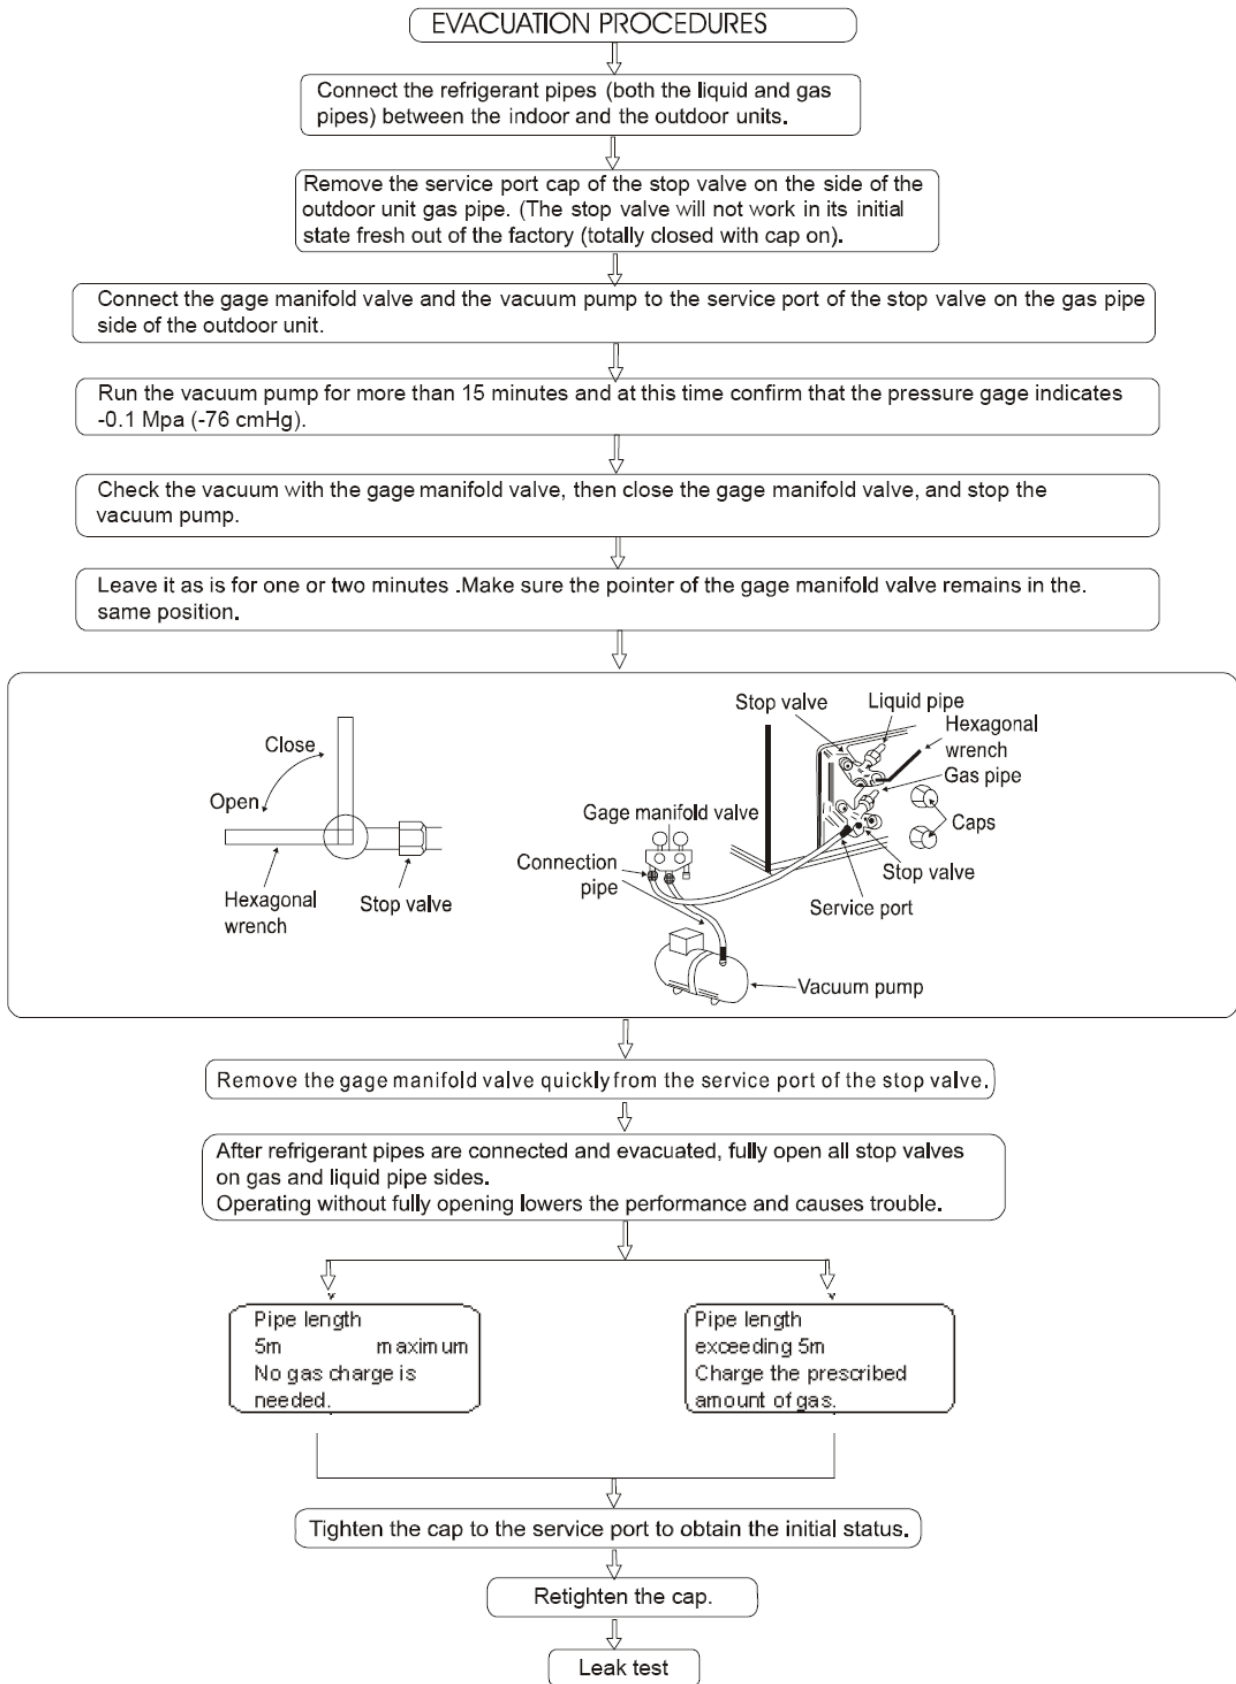 EVACUATION PROCEDURES
Connect the refrigerant pipes (both the liquid and gas
pipes) between the indoor and the outdoor units.
Remove the service port cap of the stop valve on the side of the
outdoor unit gas pipe. (The stop valve will not work in its initial
state fresh out of the factory (totally closed with cap on).
Connect the gage manifold valve and the vacuum pump to the service port of the stop valve on the gas pipe
side of the outdoor unit.
Run the vacuum pump for more than 15 minutes and at this time confirm that the pressure gage indicates
-0.1 Mpa (-76 cmHg).
Check the vacuum with the gage manifold valve, then close the gage manifold valve, and stop the
vacuum pump.
Leave it as is for one or two minutes .Make sure the pointer of the gage manifold valve remains in the.
same position.
Close
Open
Hexagonal
wrench
Stop valve
Stop valve
Liquid pipe
Hexagonal
wrench
Gas pipe
Caps
Gage manifold valve
Connection
pipe
Stop valve
Service port
Vacuum pump
Remove the gage manifold valve quickly from the service port of the stop valve.
After refrigerant pipes are connected and evacuated, fully open all stop valves
on gas and liquid pipe sides.
Operating without fully opening lowers the performance and causes trouble.
Pipe length
5m maximum
No gas charge is
needed.
Pipe length
exceeding 5m
Charge the prescribed
amount of gas.
Tighten the cap to the service port to obtain the initial status.
Retighten the cap.
Leak test